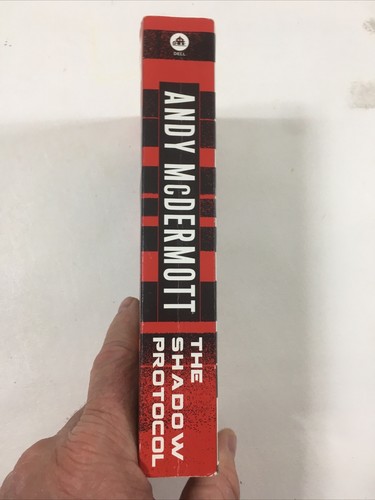 DELL
ANDY McDERMOTT
THE
SHADOW
PROTOCOL